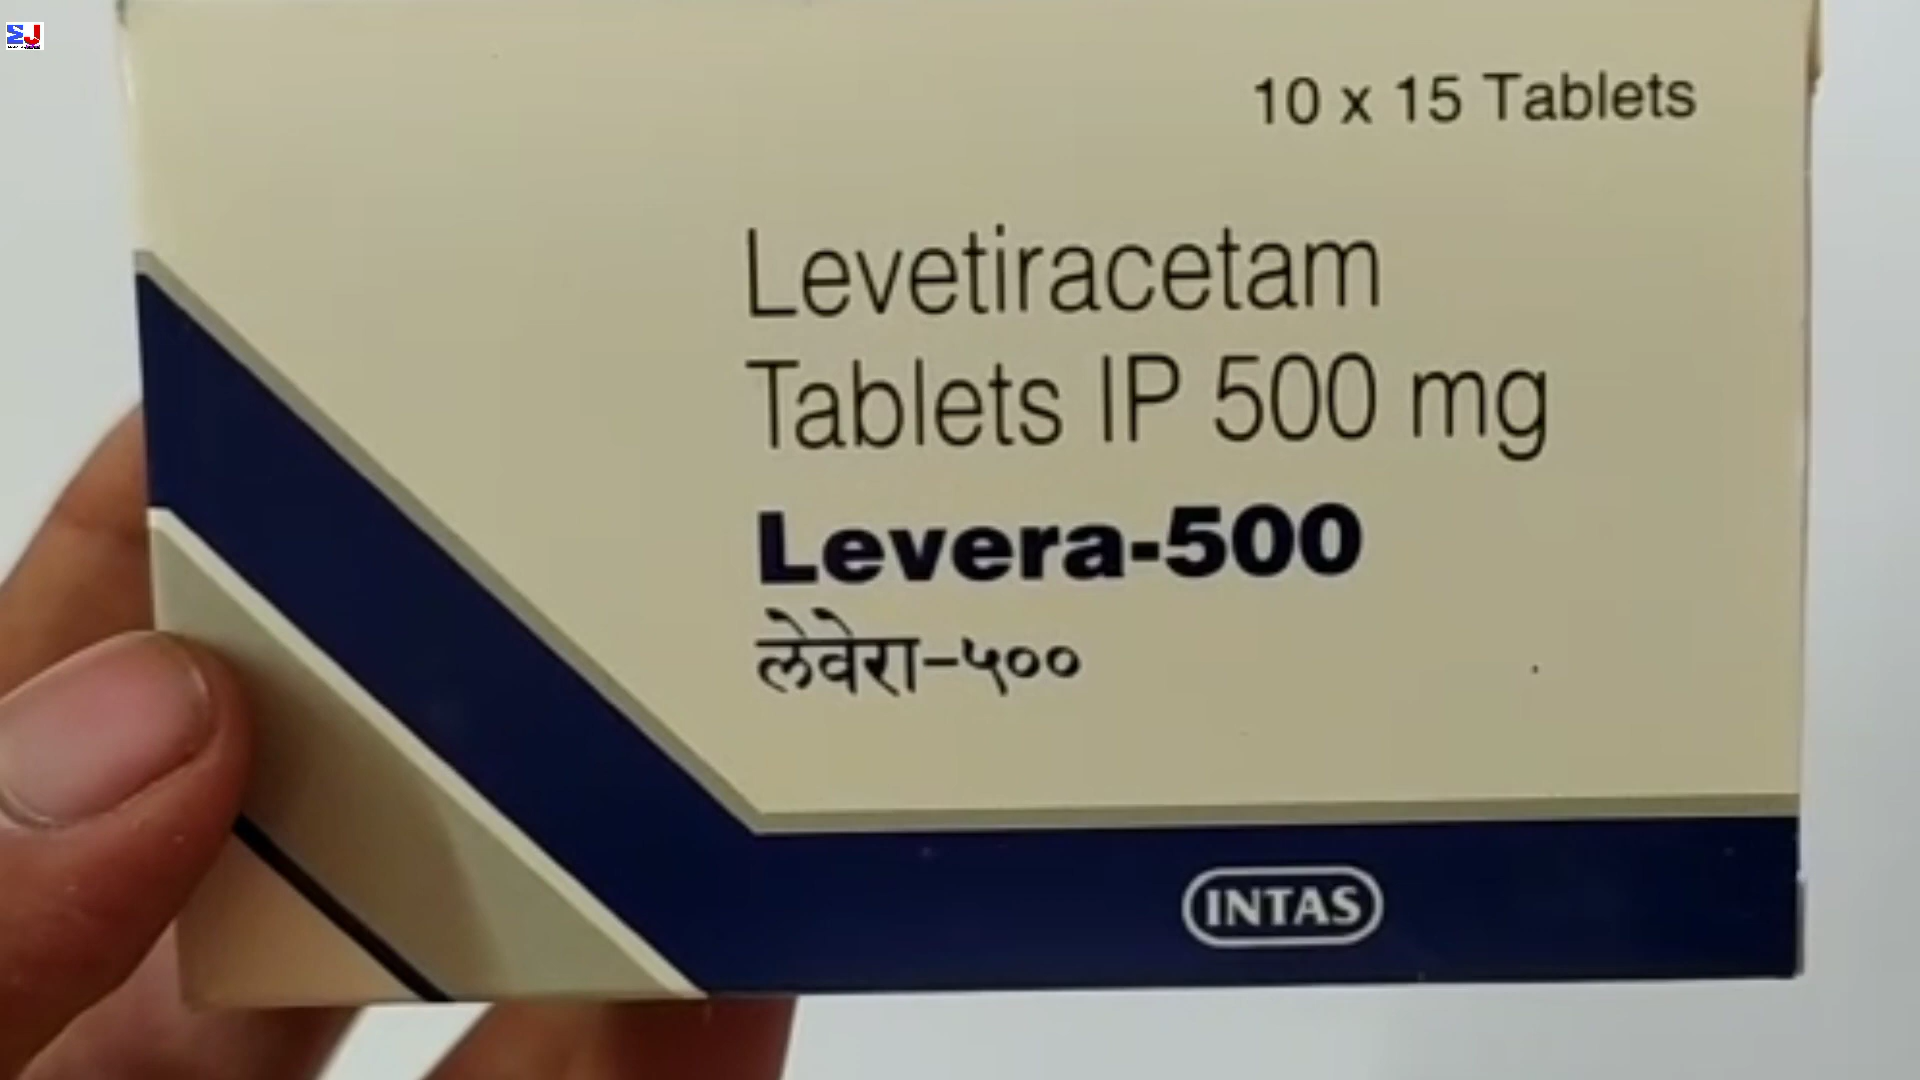 10 x 15 Tablets
Levetiracetam
Tablets IP 500 mg
Levera-500
लेवेरा-५००
INTAS